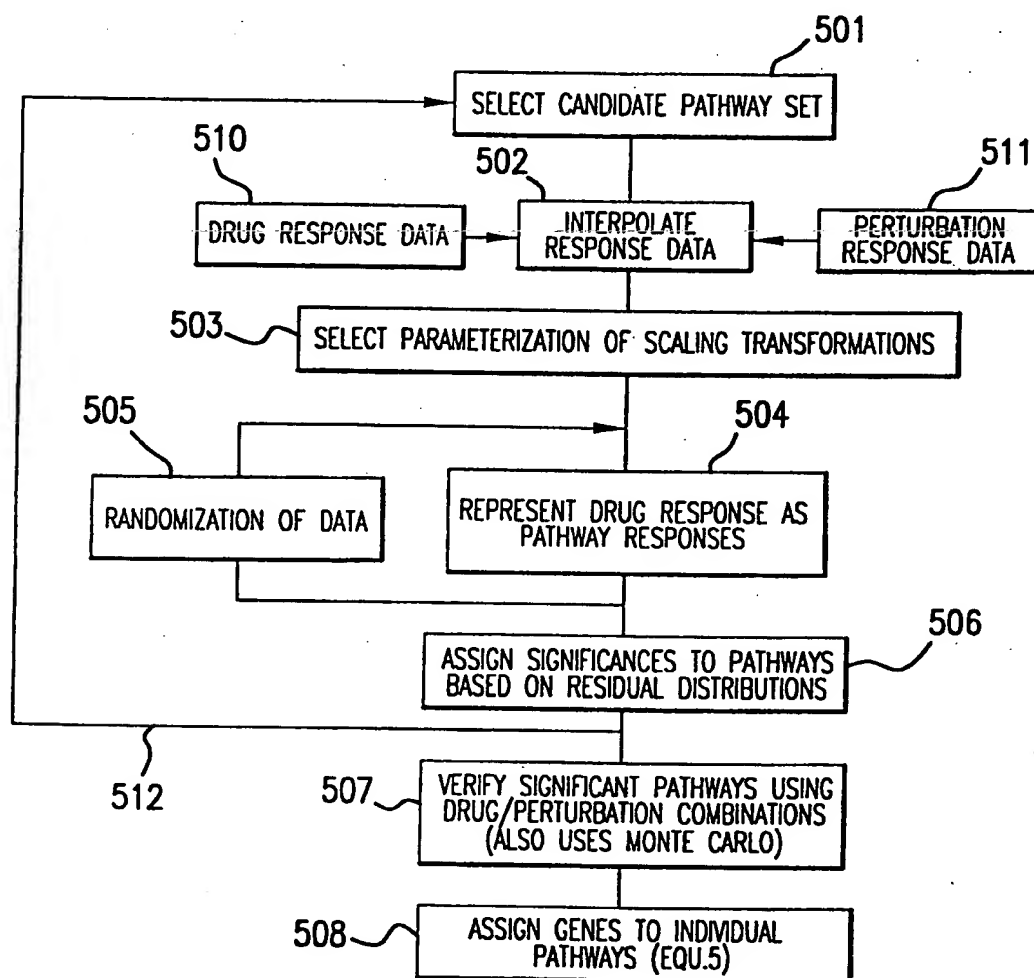 501
SELECT CANDIDATE PATHWAY SET
510
502
511
DRUG RESPONSE DATA
INTERPOLATE
RESPONSE DATA
PERTURBATION
RESPONSE DATA
503
SELECT PARAMETERIZATION OF SCALING TRANSFORMATIONS
505
504
RANDOMIZATION OF DATA
REPRESENT DRUG RESPONSE AS
PATHWAY RESPONSES
506
ASSIGN SIGNIFICANCES TO PATHWAYS
BASED ON RESIDUAL DISTRIBUTIONS
512
507
VERIFY SIGNIFICANT PATHWAYS USING
DRUG/PERTURBATION COMBINATIONS
(ALSO USES MONTE CARLO)
508
ASSIGN GENES TO INDIVIDUAL
PATHWAYS (EQU.5)